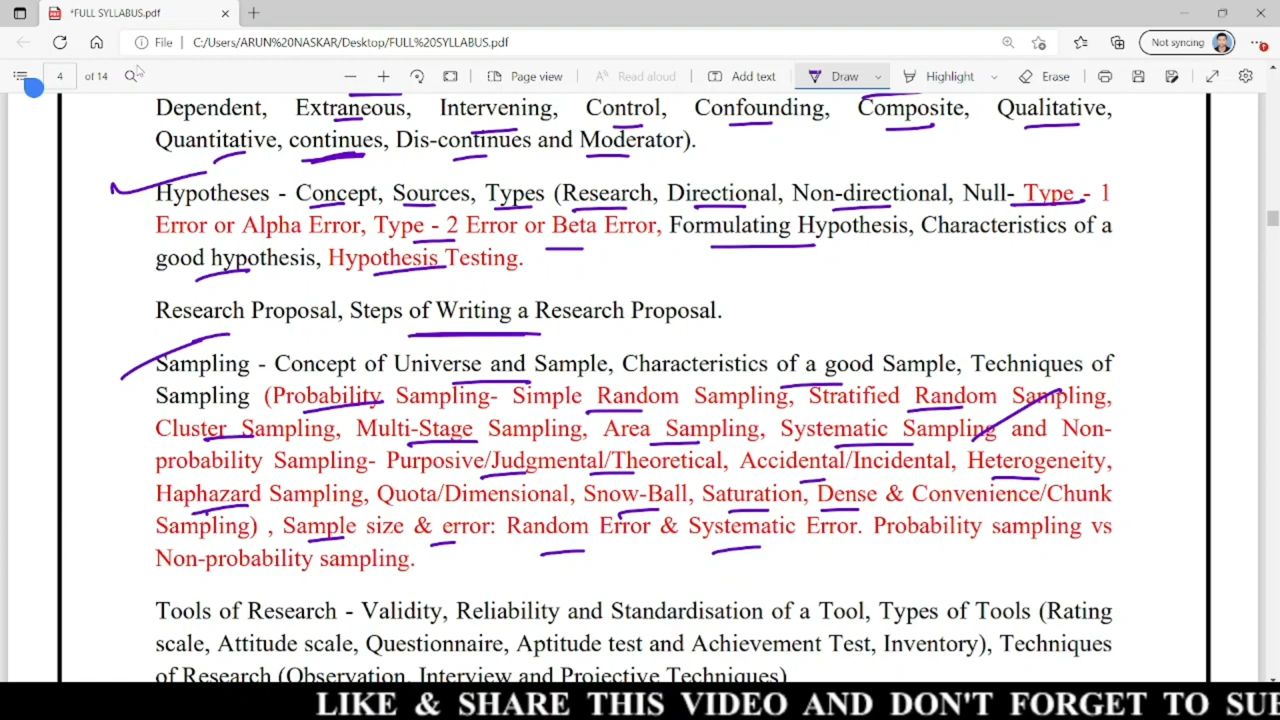 *FULL SYLLABUS.pdf
File | C:/Users/ARUN%20NASKAR/Desktop/FULL%20SYLLABUS.pdf
Not syncing
4 of 14
Page view
Read aloud
Add text
Draw
Highlight
Erase
Dependent, Extraneous, Intervening, Control, Confounding, Composite, Qualitative,
Quantitative, continues, Dis-continues and Moderator).
Hypotheses - Concept, Sources, Types (Research, Directional, Non-directional, Null- Type - 1
Error or Alpha Error, Type - 2 Error or Beta Error, Formulating Hypothesis, Characteristics of a
good hypothesis, Hypothesis Testing.
Research Proposal, Steps of Writing a Research Proposal.
Sampling - Concept of Universe and Sample, Characteristics of a good Sample, Techniques of
Sampling (Probability Sampling- Simple Random Sampling, Stratified Random Sampling,
Cluster Sampling, Multi-Stage Sampling, Area Sampling, Systematic Sampling and Non-
probability Sampling- Purposive/Judgmental/Theoretical, Accidental/Incidental, Heterogeneity,
Haphazard Sampling, Quota/Dimensional, Snow-Ball, Saturation, Dense & Convenience/Chunk
Sampling) , Sample size & error: Random Error & Systematic Error. Probability sampling vs
Non-probability sampling.
Tools of Research - Validity, Reliability and Standardisation of a Tool, Types of Tools (Rating
scale, Attitude scale, Questionnaire, Aptitude test and Achievement Test, Inventory), Techniques
of Research (Observation, Interview and Projective Techniques)
LIKE & SHARE THIS VIDEO AND DON'T FORGET TO SU